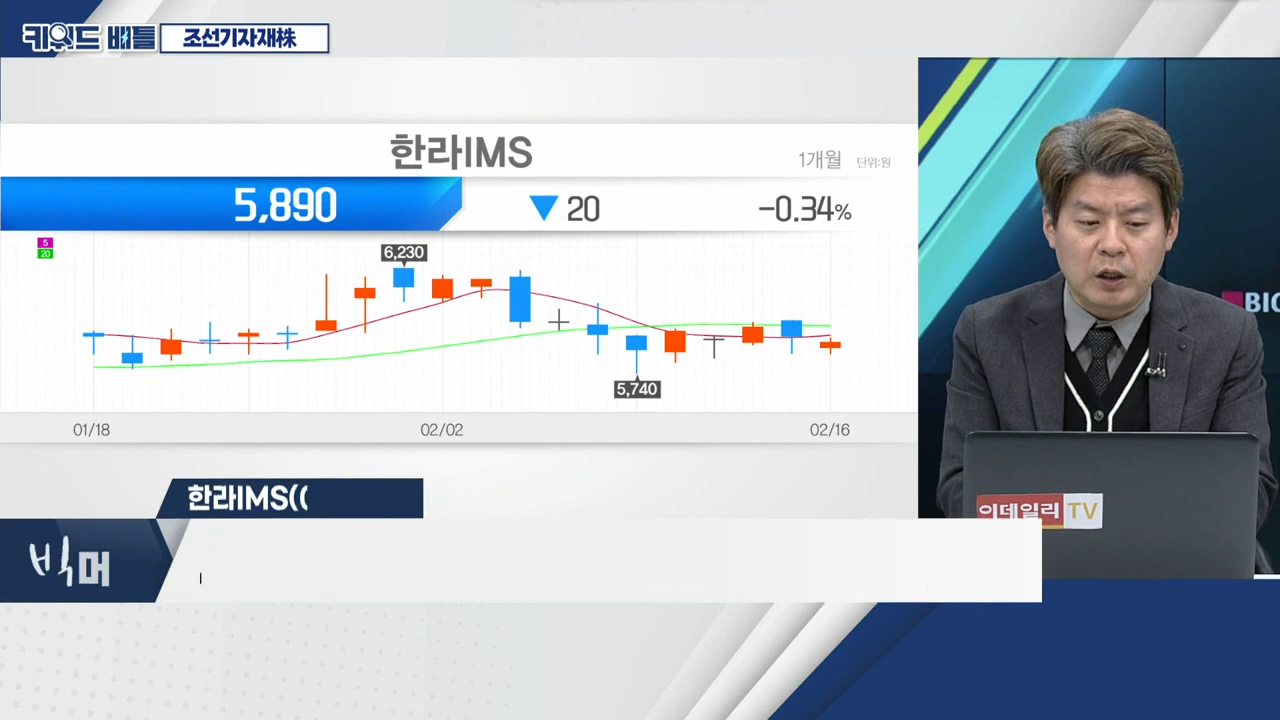 키워드 배틀 조선기자재株
한라IMS
1개월 단위:원
5,890 ▼20 -0.34%
5
20
6,230
5,740
01/18 02/02 02/16
BIG
한라IMS((
빅머
이데일리TV